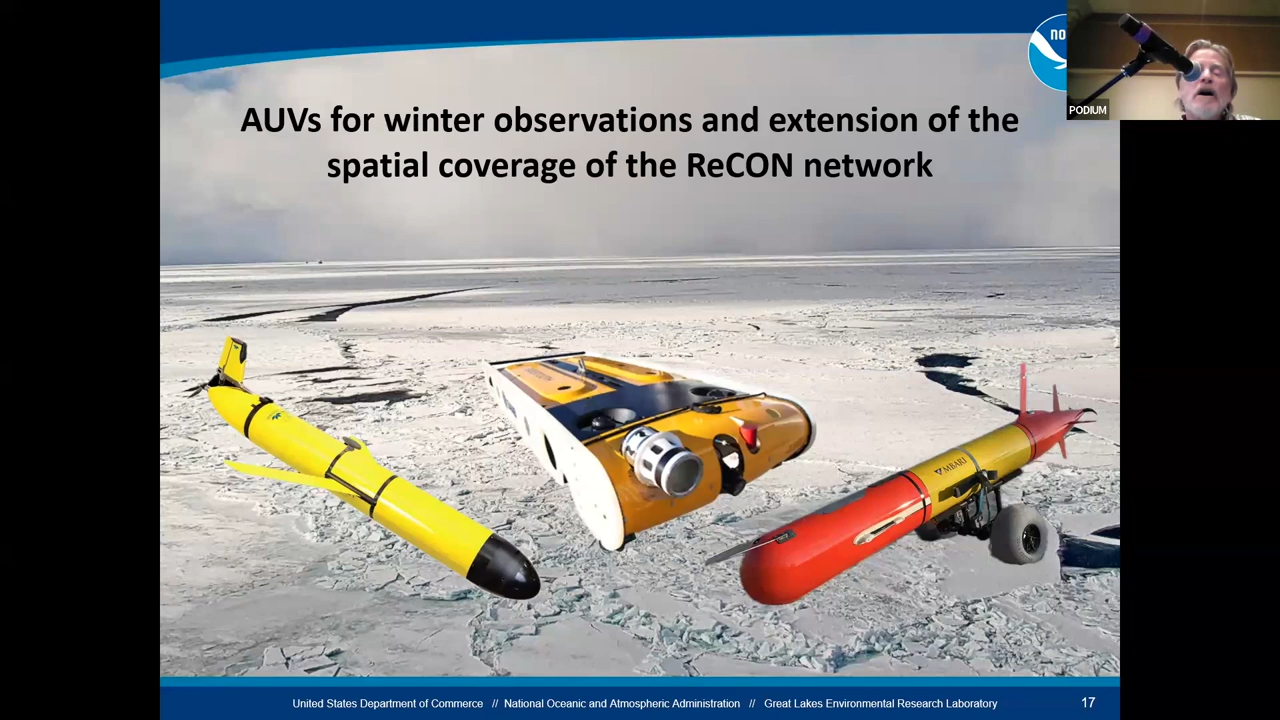 AUVs for winter observations and extension of the
spatial coverage of the ReCON network
PODIUM
MBARI
United States Department of Commerce // National Oceanic and Atmospheric Administration // Great Lakes Environmental Research Laboratory
17